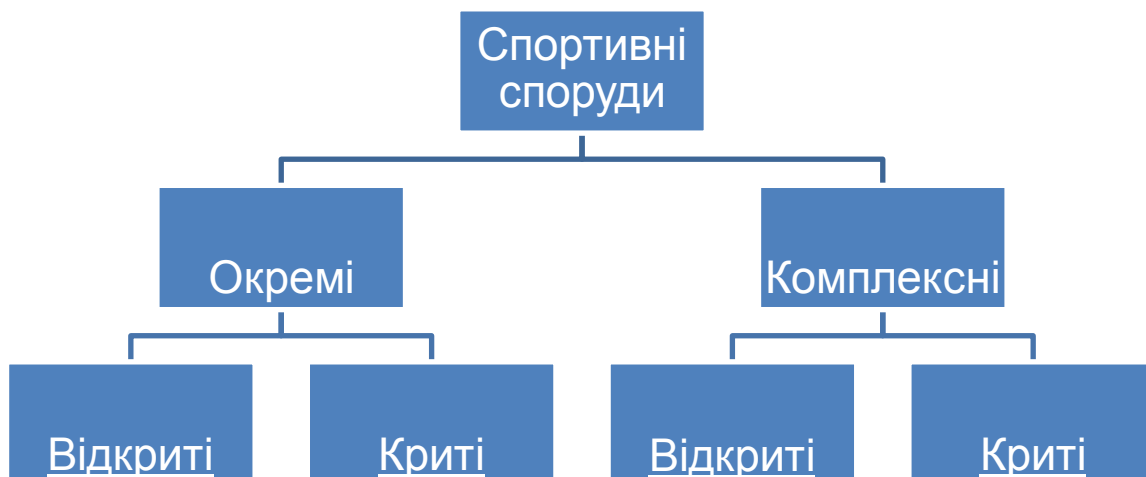 Спортивні
споруди
Окремі
Комплексні
Відкриті
Криті
Відкриті
Криті